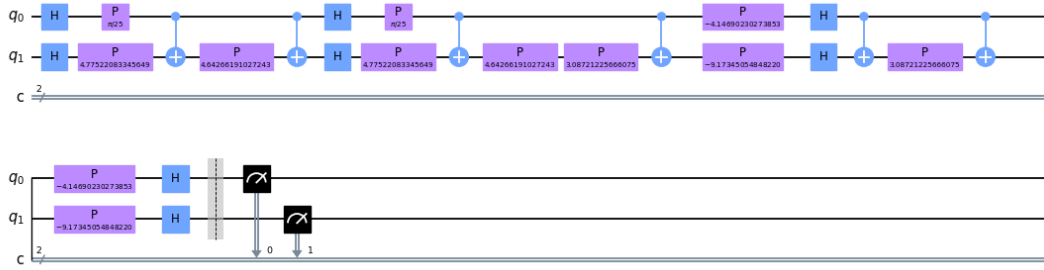 q0 H P π/25 H P π/25 P −4.14690230273853 H
q1 H P 4.77522083345649 P 4.64266191027243 H P 4.77522083345649 P 4.64266191027243 P 3.08721225666075 P −9.17345054848220 H P 3.08721225666075
c 2
q0 P −4.14690230273853 H
q1 P −9.17345054848220 H
c 2 0 1